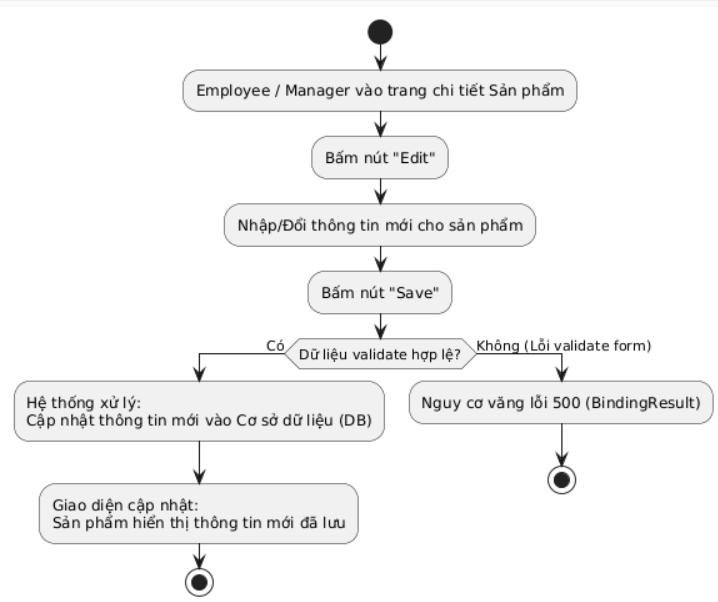 Employee / Manager vào trang chi tiết Sản phẩm
Bấm nút "Edit"
Nhập/Đổi thông tin mới cho sản phẩm
Bấm nút "Save"
Dữ liệu validate hợp lệ?
Có
Không (Lỗi validate form)
Hệ thống xử lý:
Cập nhật thông tin mới vào Cơ sở dữ liệu (DB)
Nguy cơ văng lỗi 500 (BindingResult)
Giao diện cập nhật:
Sản phẩm hiển thị thông tin mới đã lưu